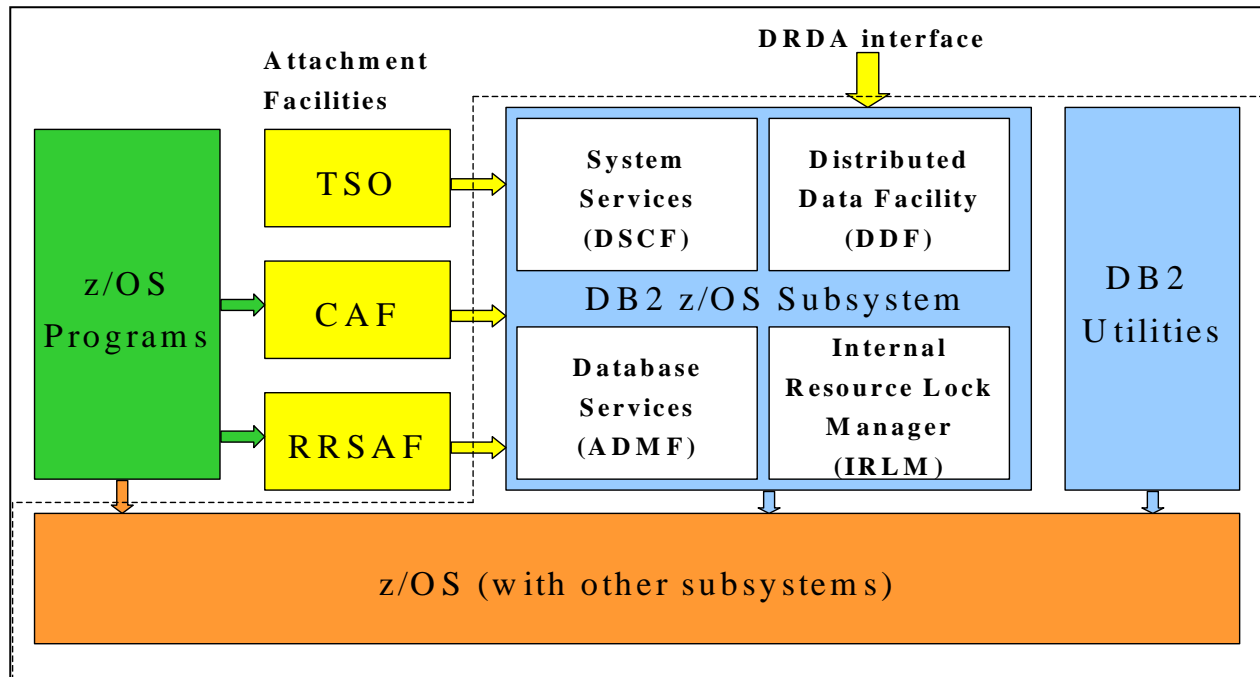 DRDA interface
Attachment
Facilities
z/OS
Programs
TSO
CAF
RRSAF
System
Services
(DSCF)
Distributed
Data Facility
(DDF)
DB2 z/OS Subsystem
Database
Services
(ADMF)
Internal
Resource Lock
Manager
(IRLM)
DB2
Utilities
z/OS (with other subsystems)